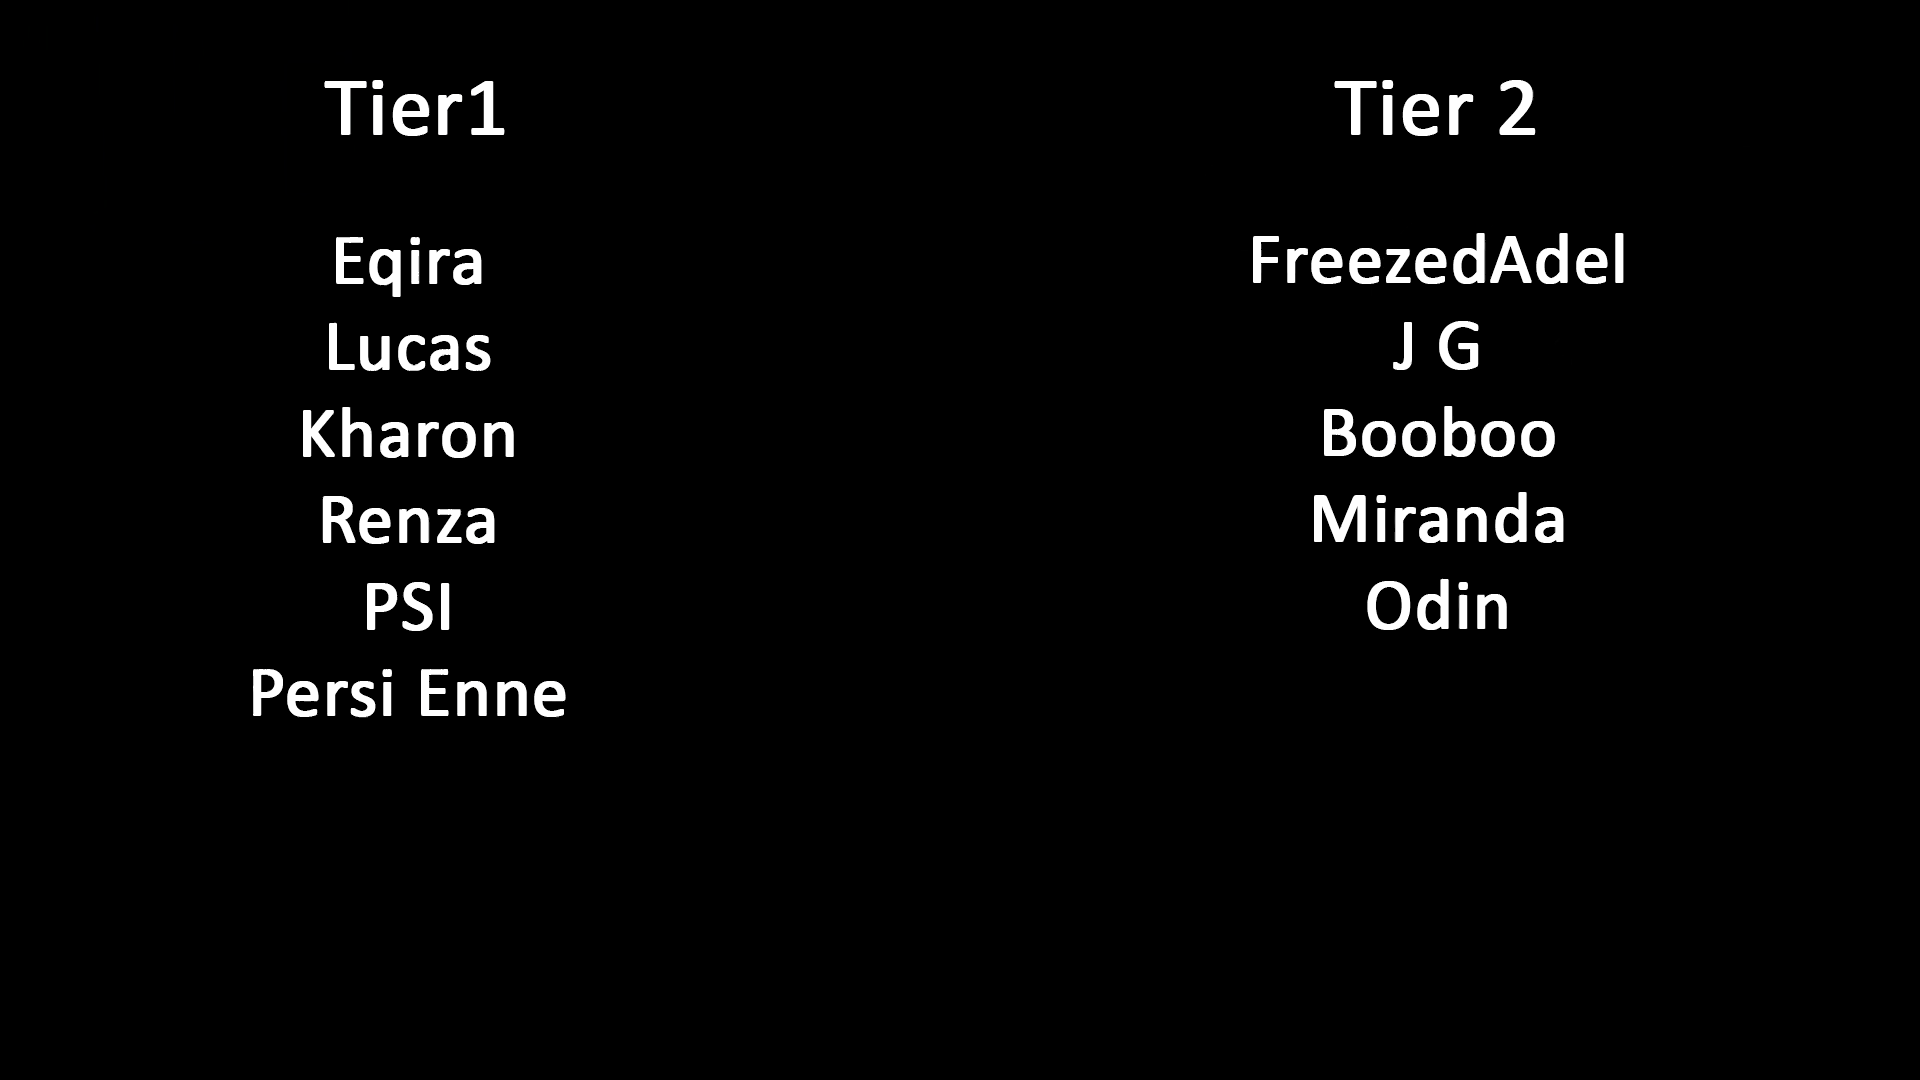 Tier1
Eqira
Lucas
Kharon
Renza
PSI
Persi Enne
Tier 2
FreezedAdel
J G
Booboo
Miranda
Odin